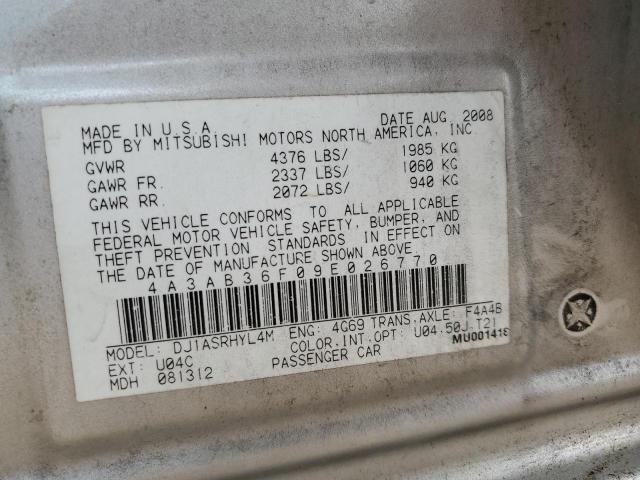 MADE IN U.S.A. DATE AUG. 2008
MFD BY MITSUBISHI MOTORS NORTH AMERICA, INC.
GVWR 4376 LBS/ 1985 KG
GAWR FR. 2337 LBS/ 1060 KG
GAWR RR. 2072 LBS/ 940 KG
THIS VEHICLE CONFORMS TO ALL APPLICABLE
FEDERAL MOTOR VEHICLE SAFETY, BUMPER, AND
THEFT PREVENTION STANDARDS IN EFFECT ON
THE DATE OF MANUFACTURE SHOWN ABOVE.
4A3AB36F09E026770
MODEL: DJ1ASRHYL4M ENG: 4G69 TRANS,AXLE: F4A4B
EXT: U04C COLOR,INT,OPT: U04,50J,T21
MDH 081312 PASSENGER CAR MU001418